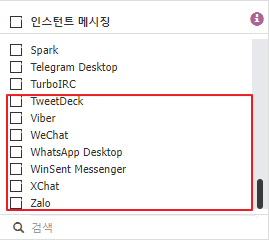 인스턴트 메시징
Spark
Telegram Desktop
TurboIRC
TweetDeck
Viber
WeChat
WhatsApp Desktop
WinSent Messenger
XChat
Zalo
검색